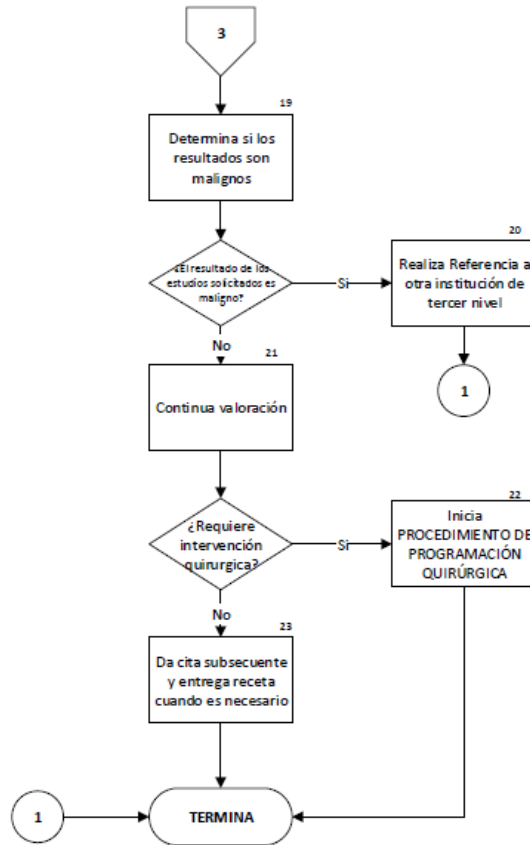 3
19
Determina si los
resultados son
malignos
¿El resultado de los
estudios solicitados es
maligno?
Si
20
Realiza Referencia a
otra institución de
tercer nivel
1
No
21
Continua valoración
¿Requiere
intervención
quirurgica?
Si
22
Inicia
PROCEDIMIENTO DE
PROGRAMACIÓN
QUIRÚRGICA
No
23
Da cita subsecuente
y entrega receta
cuando es necesario
1
TERMINA